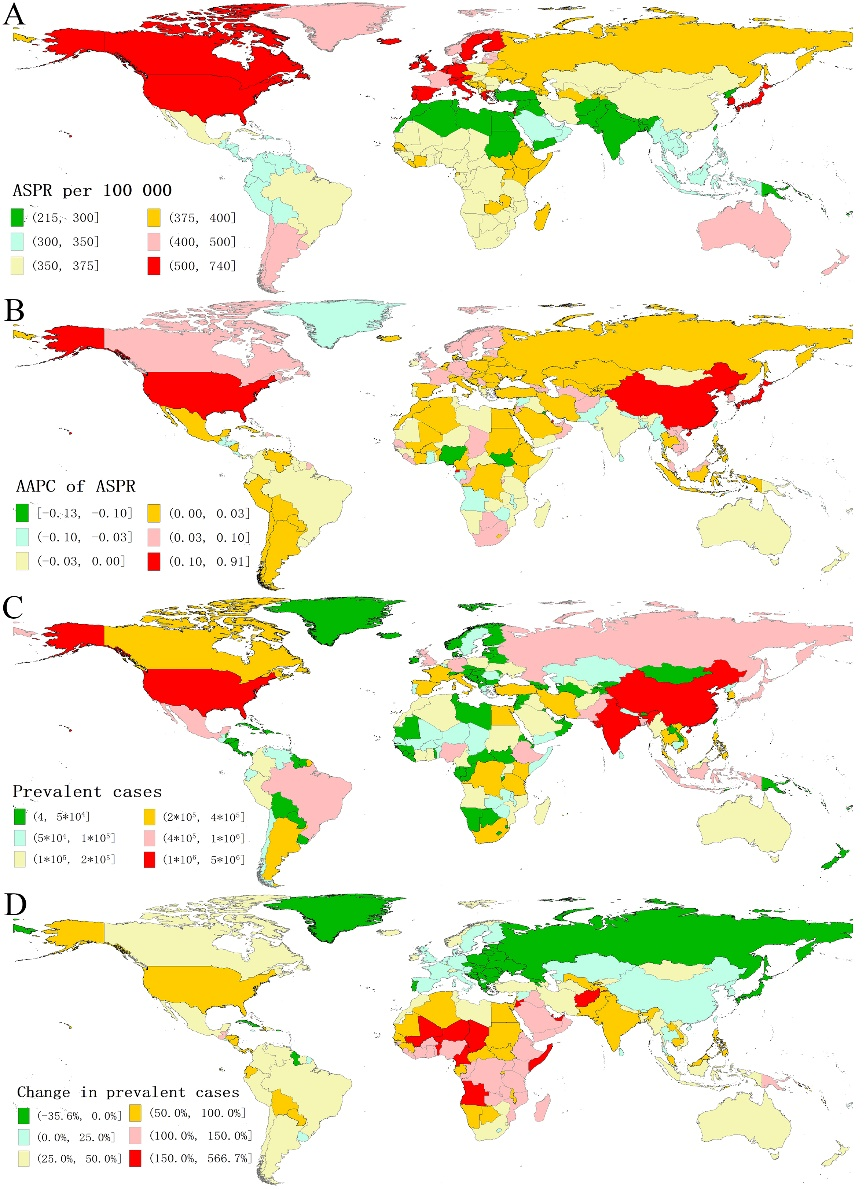 A
ASPR per 100 000
(215, 300] (375, 400]
(300, 350] (400, 500]
(350, 375] (500, 740]
B
AAPC of ASPR
[-0.13, -0.10] (0.00, 0.03]
(-0.10, -0.03] (0.03, 0.10]
(-0.03, 0.00] (0.10, 0.91]
C
Prevalent cases
(4, 5*10⁴] (2*10⁵, 4*10⁵]
(5*10⁴, 1*10⁵] (4*10⁵, 1*10⁶]
(1*10⁵, 2*10⁵] (1*10⁶, 5*10⁶]
D
Change in prevalent cases
(-35.6%, 0.0%] (50.0%, 100.0%]
(0.0%, 25.0%] (100.0%, 150.0%]
(25.0%, 50.0%] (150.0%, 566.7%]